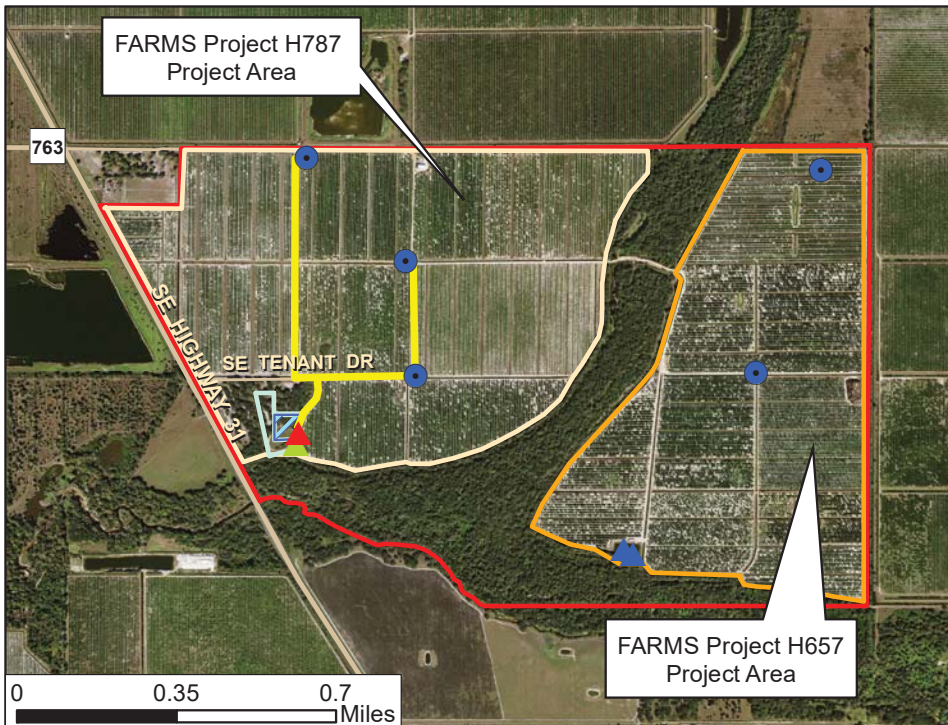 FARMS Project H787
Project Area
763
SE HIGHWAY 31
SE TENANT DR
FARMS Project H657
Project Area
0 0.35 0.7
Miles